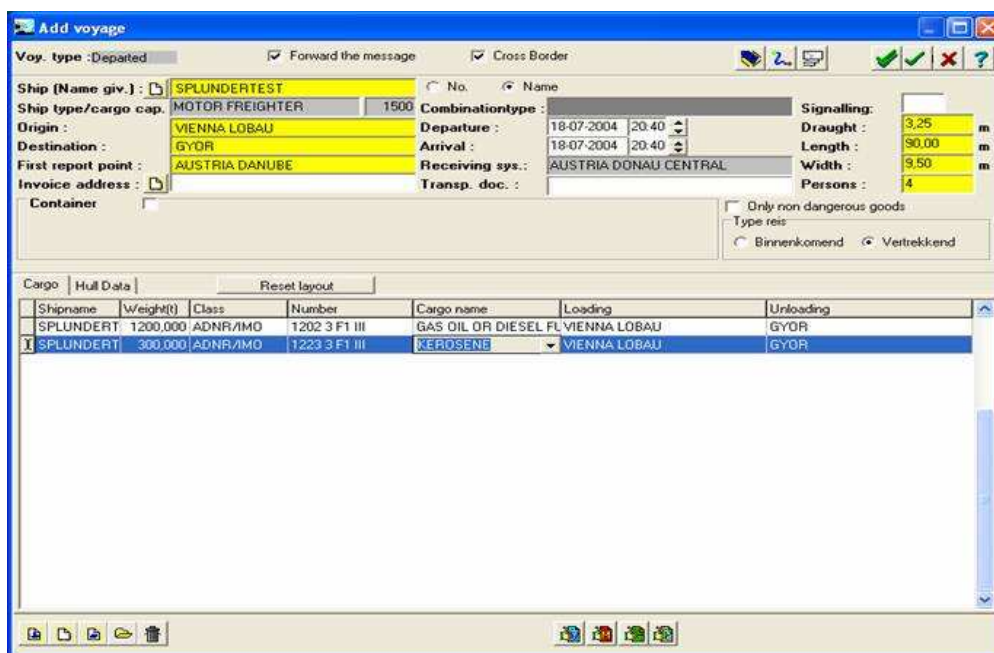 Add voyage
Voy. type : Departed Forward the message Cross Border
Ship (Name giv.) : SPLUNDERTEST No. Name
Ship type/cargo cap. MOTOR FREIGHTER 1500 Combinationtype : Signalling:
Origin : VIENNA LOBAU Departure : 18-07-2004 20:40 Draught : 3,25 m
Destination : GYOR Arrival : 18-07-2004 20:40 Length : 90,00 m
First report point : AUSTRIA DANUBE Receiving sys.: AUSTRIA DONAU CENTRAL Width : 9,50 m
Invoice address : Transp. doc. : Persons : 4
Container Only non dangerous goods
Type reis
Binnenkomend Vertrekkend
Cargo Hull Data Reset layout
Shipname Weight(t) Class Number Cargo name Loading Unloading
SPLUNDERT 1200,000 ADNR/IMO 1202 3 F1 III GAS OIL OR DIESEL FU VIENNA LOBAU GYOR
SPLUNDERT 300,000 ADNR/IMO 1223 3 F1 III KEROSENE VIENNA LOBAU GYOR